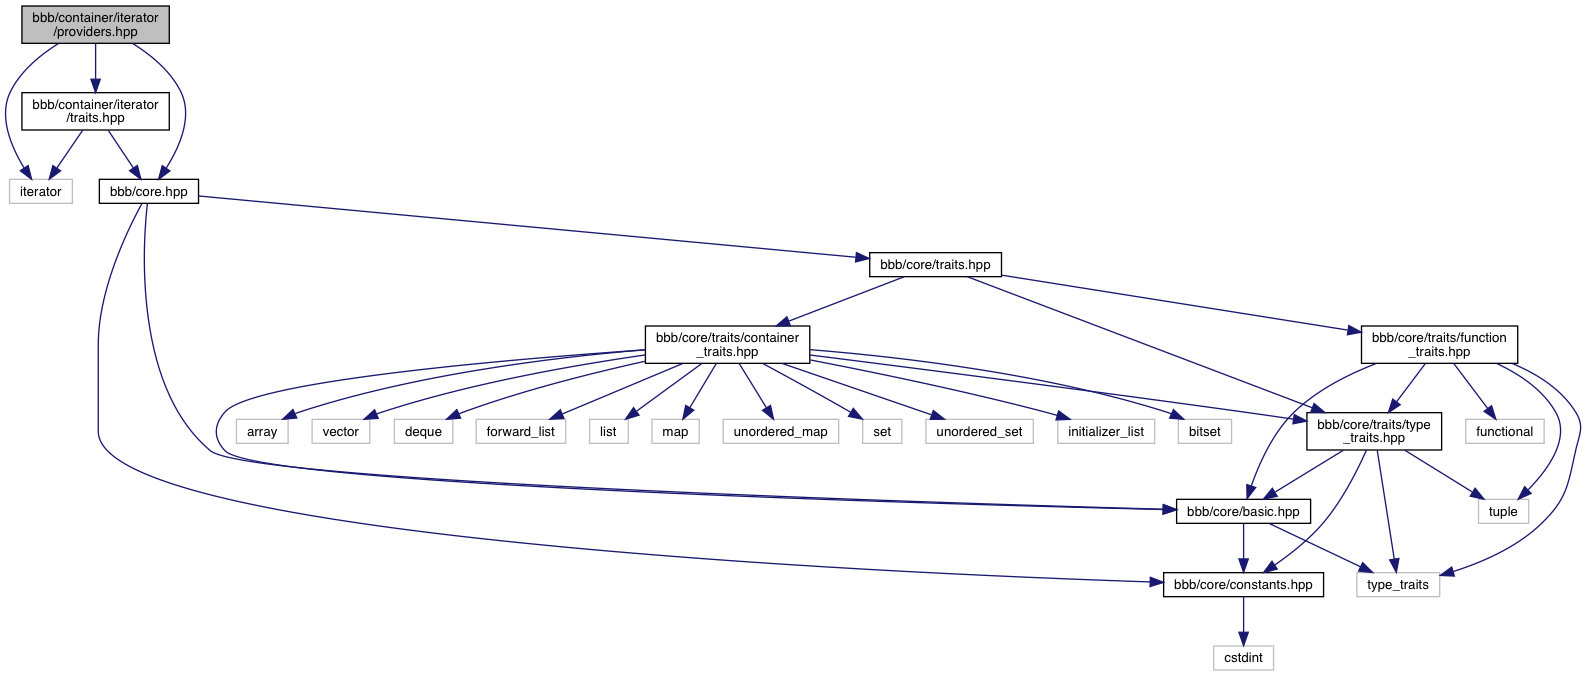 bbb/container/iterator
/providers.hpp
bbb/container/iterator
/traits.hpp
iterator
bbb/core.hpp
bbb/core/traits.hpp
bbb/core/traits/container
_traits.hpp
bbb/core/traits/function
_traits.hpp
array
vector
deque
forward_list
list
map
unordered_map
set
unordered_set
initializer_list
bitset
bbb/core/traits/type
_traits.hpp
functional
bbb/core/basic.hpp
tuple
bbb/core/constants.hpp
type_traits
cstdint